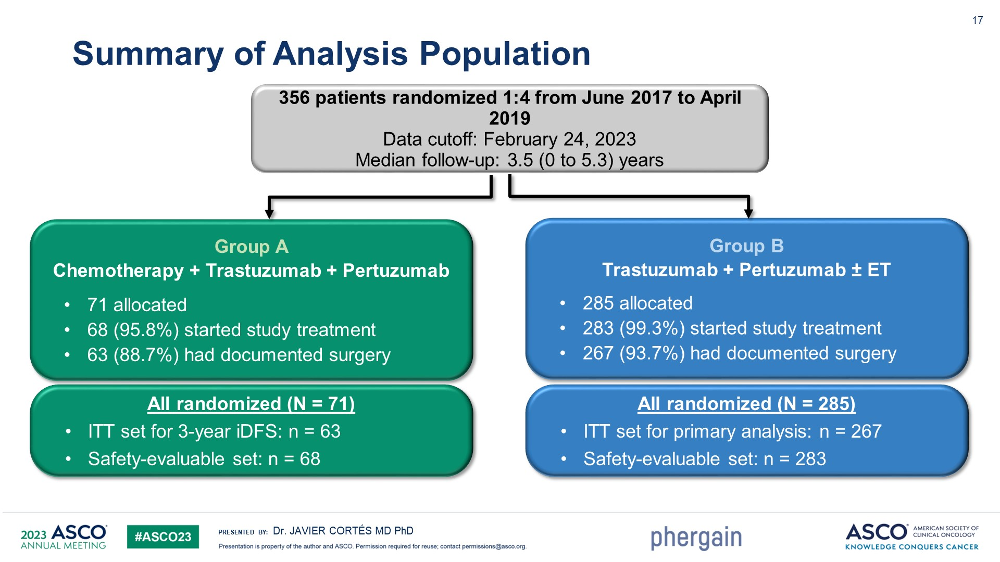 17
Summary of Analysis Population
356 patients randomized 1:4 from June 2017 to April
2019
Data cutoff: February 24, 2023
Median follow-up: 3.5 (0 to 5.3) years
Group A
Chemotherapy + Trastuzumab + Pertuzumab
• 71 allocated
• 68 (95.8%) started study treatment
• 63 (88.7%) had documented surgery
All randomized (N = 71)
• ITT set for 3-year iDFS: n = 63
• Safety-evaluable set: n = 68
Group B
Trastuzumab + Pertuzumab ± ET
• 285 allocated
• 283 (99.3%) started study treatment
• 267 (93.7%) had documented surgery
All randomized (N = 285)
• ITT set for primary analysis: n = 267
• Safety-evaluable set: n = 283
2023 ASCO®
ANNUAL MEETING
#ASCO23
PRESENTED BY: Dr. JAVIER CORTÉS MD PhD
Presentation is property of the author and ASCO. Permission required for reuse; contact permissions@asco.org.
phergain
ASCO® AMERICAN SOCIETY OF
CLINICAL ONCOLOGY
KNOWLEDGE CONQUERS CANCER